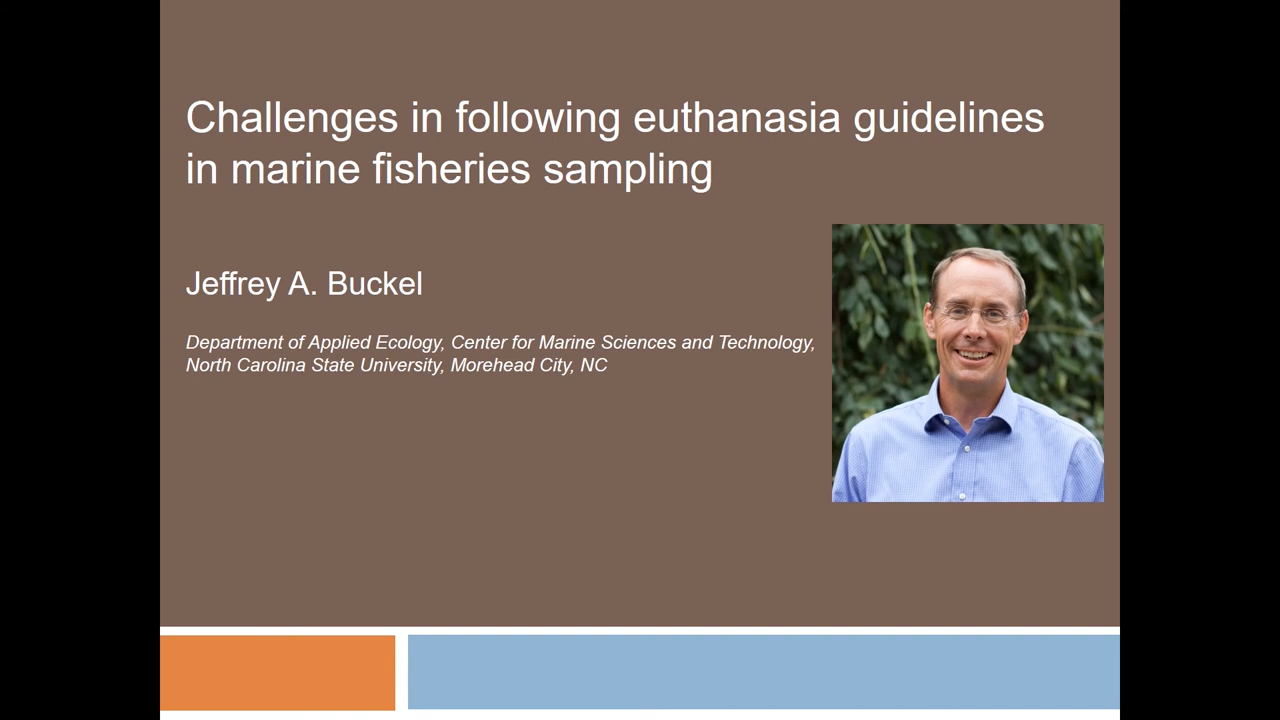 Challenges in following euthanasia guidelines
in marine fisheries sampling
Jeffrey A. Buckel
Department of Applied Ecology, Center for Marine Sciences and Technology,
North Carolina State University, Morehead City, NC